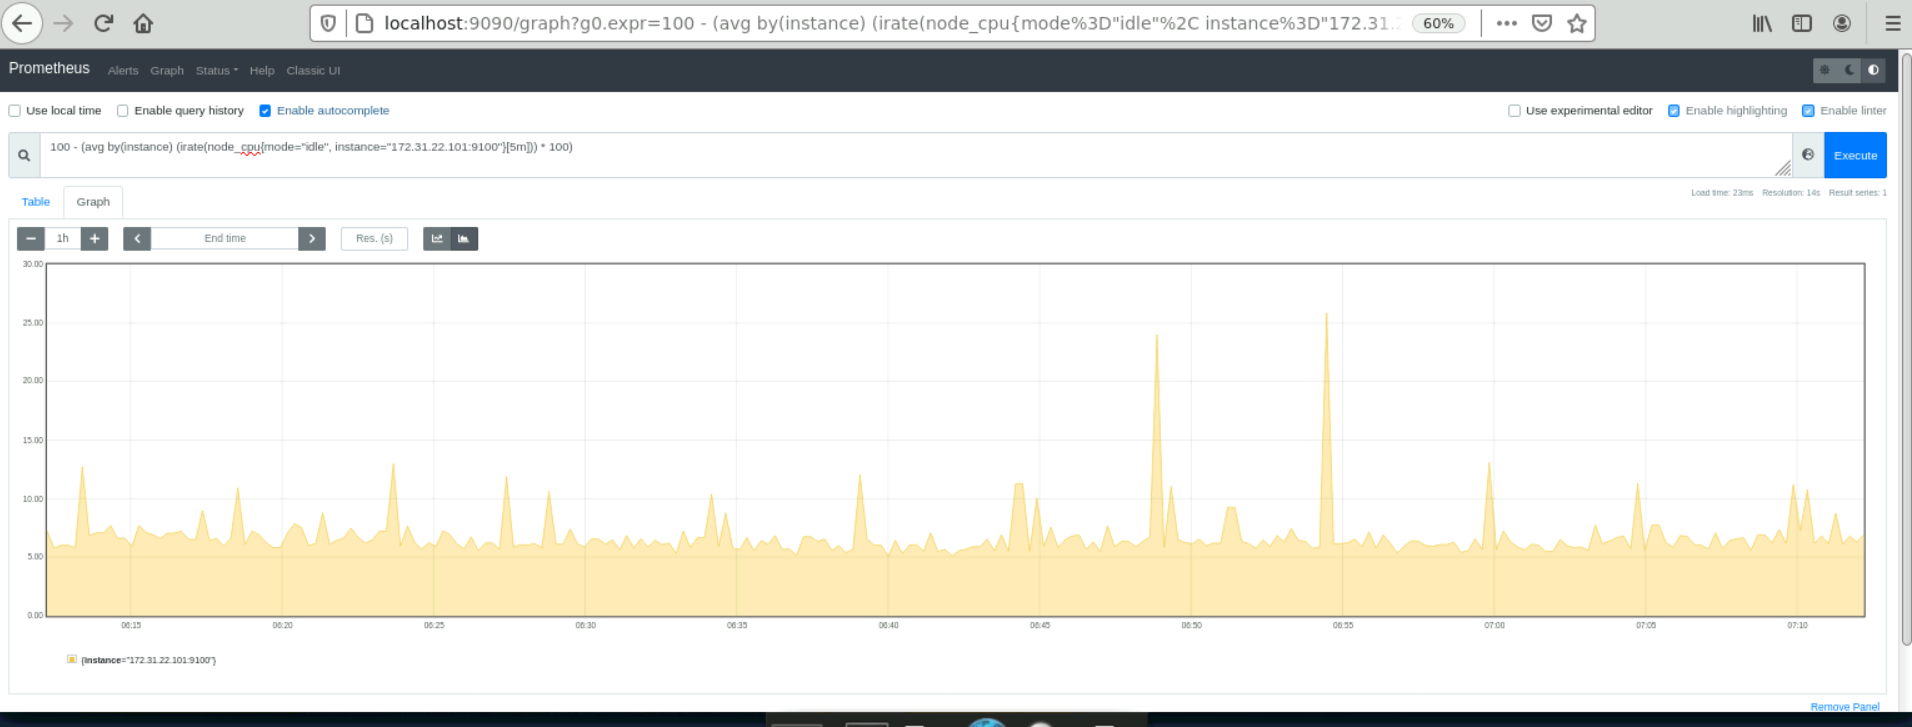 localhost:9090/graph?g0.expr=100 - (avg by(instance) (irate(node_cpu{mode%3D"idle"%2C instance%3D"172.31.2
60%
Prometheus Alerts Graph Status Help Classic UI
Use local time Enable query history Enable autocomplete Use experimental editor Enable highlighting Enable linter
100 - (avg by(instance) (irate(node_cpu{mode="idle", instance="172.31.22.101:9100"}[5m])) * 100)
Execute
Load time: 23ms Resolution: 14s Result series: 1
Table Graph
1h End time Res. (s)
30.00
25.00
20.00
15.00
10.00
5.00
0.00
06:15 06:20 06:25 06:30 06:35 06:40 06:45 06:50 06:55 07:00 07:05 07:10
{instance="172.31.22.101:9100"}
Remove Panel